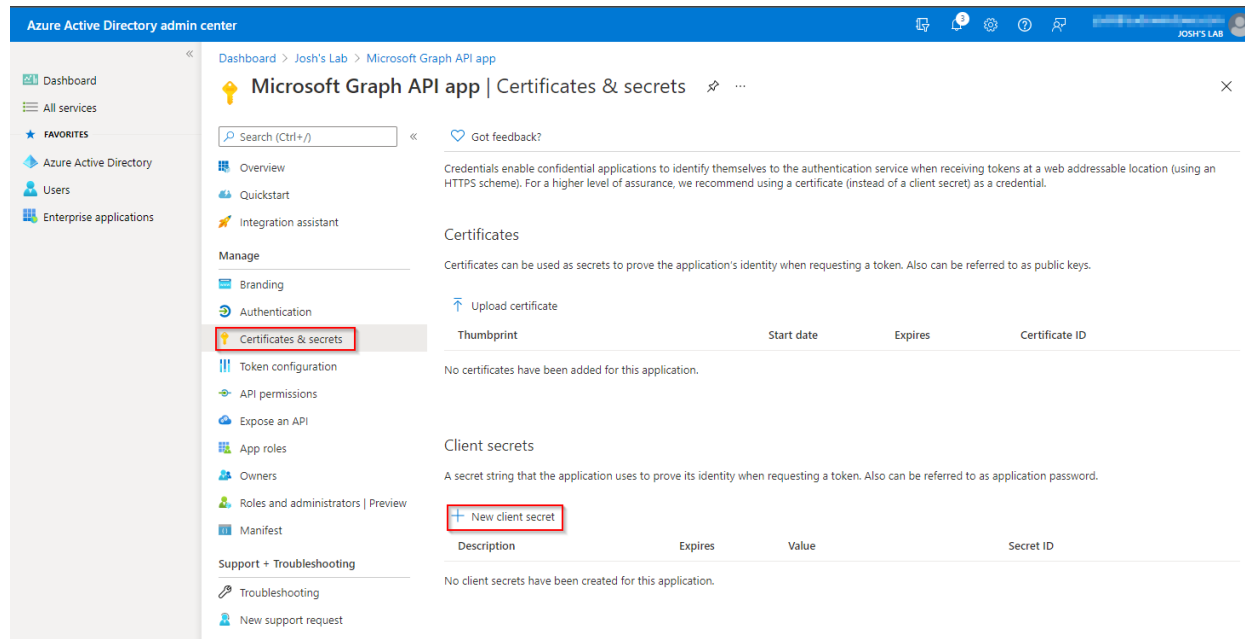 Azure Active Directory admin center
3
JOSH'S LAB
«
Dashboard
All services
FAVORITES
Azure Active Directory
Users
Enterprise applications
Dashboard > Josh's Lab > Microsoft Graph API app
Microsoft Graph API app | Certificates & secrets
Search (Ctrl+/)
«
Overview
Quickstart
Integration assistant
Manage
Branding
Authentication
Certificates & secrets
Token configuration
API permissions
Expose an API
App roles
Owners
Roles and administrators | Preview
Manifest
Support + Troubleshooting
Troubleshooting
New support request
Got feedback?
Credentials enable confidential applications to identify themselves to the authentication service when receiving tokens at a web addressable location (using an
HTTPS scheme). For a higher level of assurance, we recommend using a certificate (instead of a client secret) as a credential.
Certificates
Certificates can be used as secrets to prove the application's identity when requesting a token. Also can be referred to as public keys.
Upload certificate
Thumbprint Start date Expires Certificate ID
No certificates have been added for this application.
Client secrets
A secret string that the application uses to prove its identity when requesting a token. Also can be referred to as application password.
New client secret
Description Expires Value Secret ID
No client secrets have been created for this application.